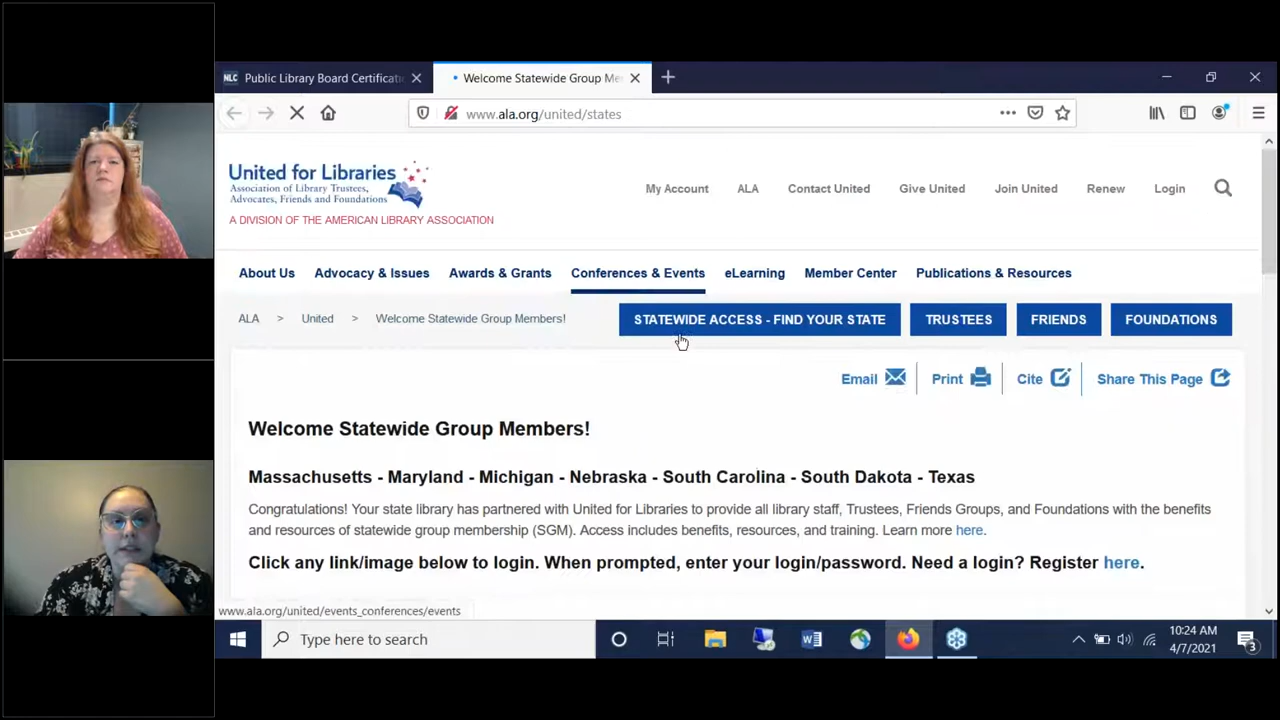 NLC Public Library Board Certificati
Welcome Statewide Group Me
www.ala.org/united/states
United for Libraries
Association of Library Trustees,
Advocates, Friends and Foundations
A DIVISION OF THE AMERICAN LIBRARY ASSOCIATION
My Account ALA Contact United Give United Join United Renew Login
About Us Advocacy & Issues Awards & Grants Conferences & Events eLearning Member Center Publications & Resources
ALA > United > Welcome Statewide Group Members!
STATEWIDE ACCESS - FIND YOUR STATE TRUSTEES FRIENDS FOUNDATIONS
Email Print Cite Share This Page
Welcome Statewide Group Members!
Massachusetts - Maryland - Michigan - Nebraska - South Carolina - South Dakota - Texas
Congratulations! Your state library has partnered with United for Libraries to provide all library staff, Trustees, Friends Groups, and Foundations with the benefits
and resources of statewide group membership (SGM). Access includes benefits, resources, and training. Learn more here.
Click any link/image below to login. When prompted, enter your login/password. Need a login? Register here.
www.ala.org/united/events_conferences/events
Type here to search
10:24 AM
4/7/2021
3